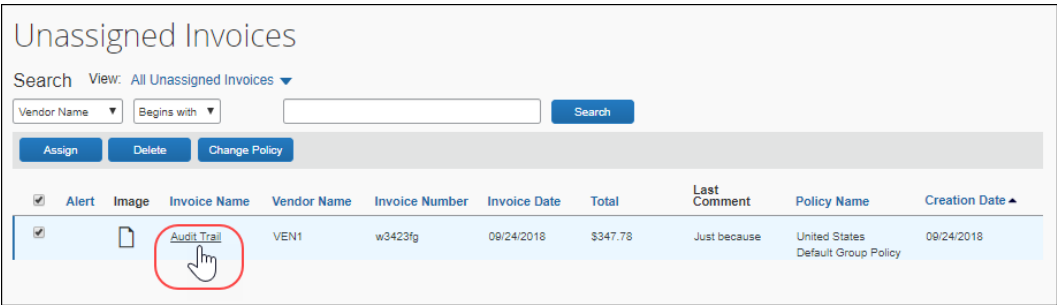 Unassigned Invoices
Search View: All Unassigned Invoices
Vendor Name Begins with Search
Assign Delete Change Policy
Alert Image Invoice Name Vendor Name Invoice Number Invoice Date Total Last Comment Policy Name Creation Date
Audit Trail VEN1 w3423fg 09/24/2018 $347.78 Just because United States Default Group Policy 09/24/2018